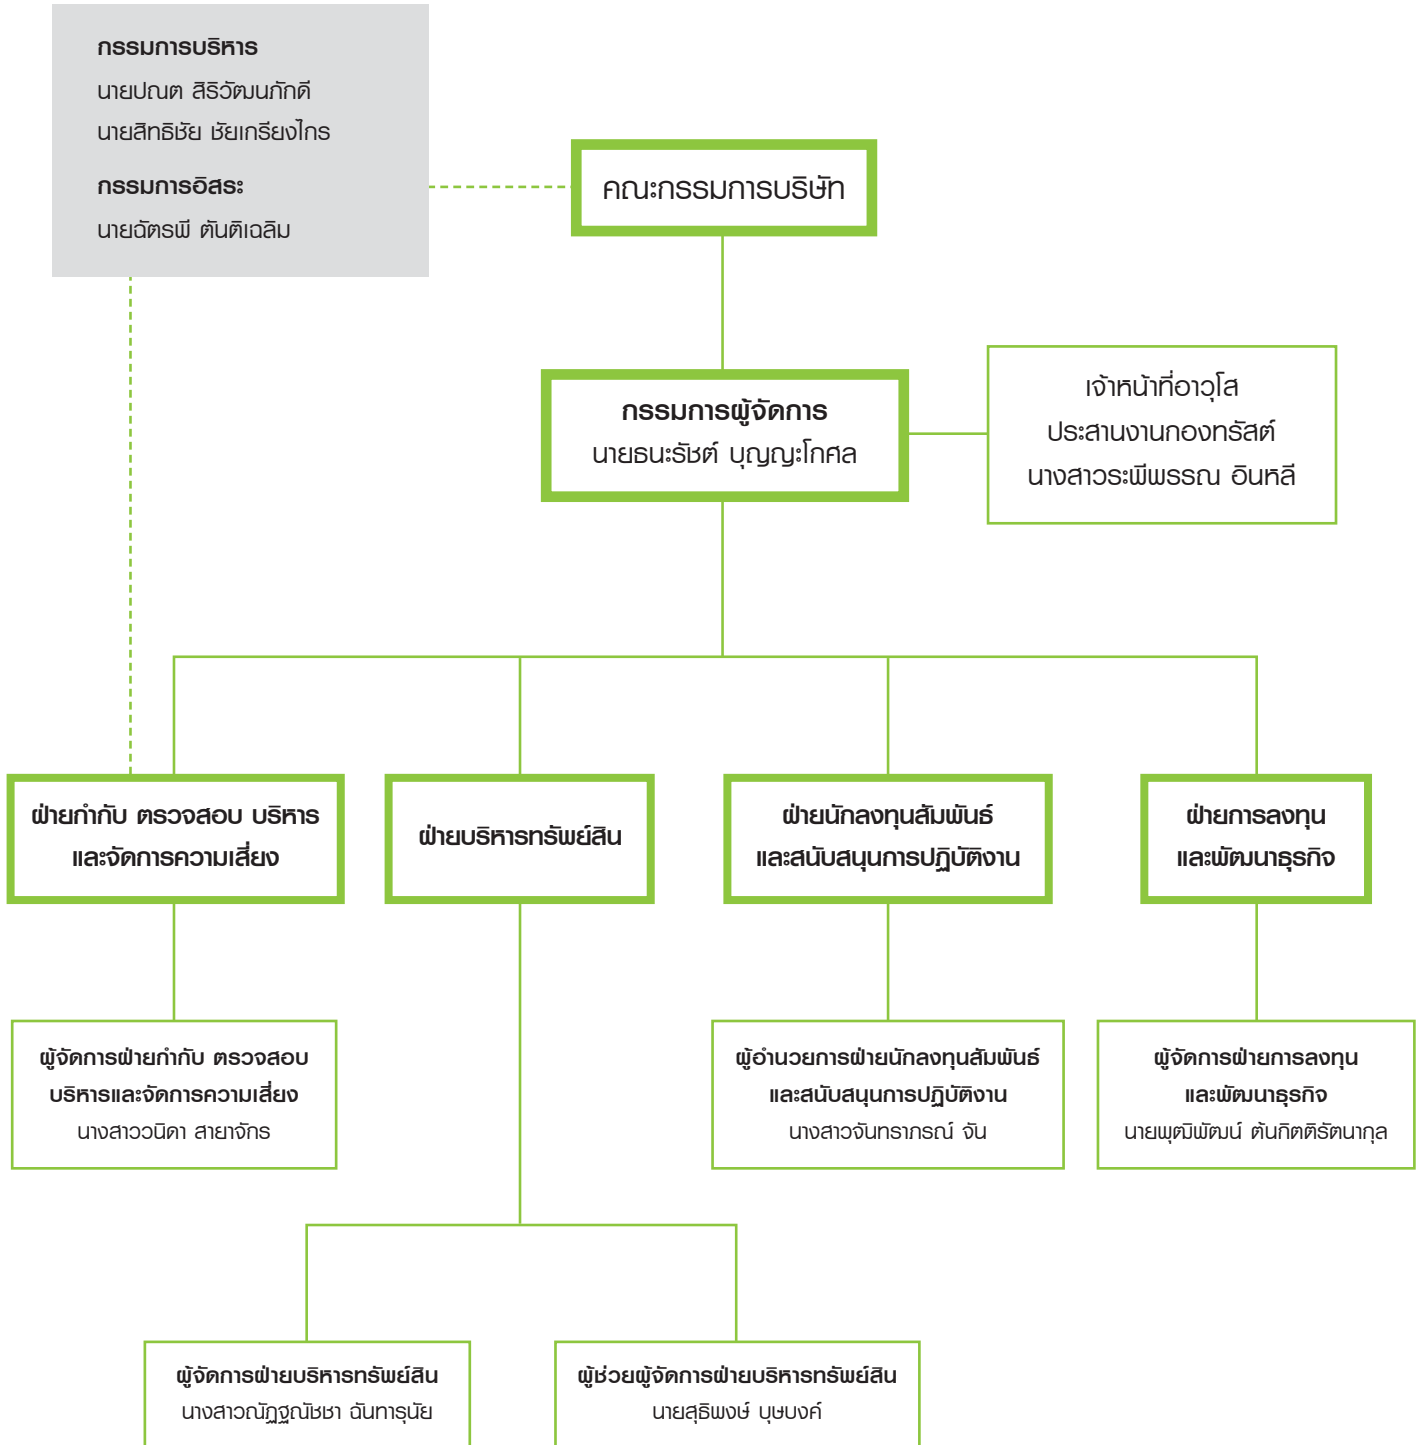 กรรมการบริหาร
นายปณต สิริวัฒนภักดี
นายสิทธิชัย ชัยเกรียงไกร
กรรมการอิสระ
นายฉัตรพี ตันติเฉลิม
คณะกรรมการบริษัท
กรรมการผู้จัดการ
นายธนะรัชต์ บุญญะโกศล
เจ้าหน้าที่อาวุโส
ประสานงานกองทรัสต์
นางสาวระพีพรรณ อินหลี
ฝ่ายกำกับ ตรวจสอบ บริหาร
และจัดการความเสี่ยง
ฝ่ายบริหารทรัพย์สิน
ฝ่ายนักลงทุนสัมพันธ์
และสนับสนุนการปฏิบัติงาน
ฝ่ายการลงทุน
และพัฒนาธุรกิจ
ผู้จัดการฝ่ายกำกับ ตรวจสอบ
บริหารและจัดการความเสี่ยง
นางสาววนิดา สายาจักร
ผู้อำนวยการฝ่ายนักลงทุนสัมพันธ์
และสนับสนุนการปฏิบัติงาน
นางสาวจันทราภรณ์ จัน
ผู้จัดการฝ่ายการลงทุน
และพัฒนาธุรกิจ
นายพุฒิพัฒน์ ต้นกิตติรัตนากุล
ผู้จัดการฝ่ายบริหารทรัพย์สิน
นางสาวณัฏฐณัชชา ฉันทารุนัย
ผู้ช่วยผู้จัดการฝ่ายบริหารทรัพย์สิน
นายสุธิพงษ์ บุษบงค์